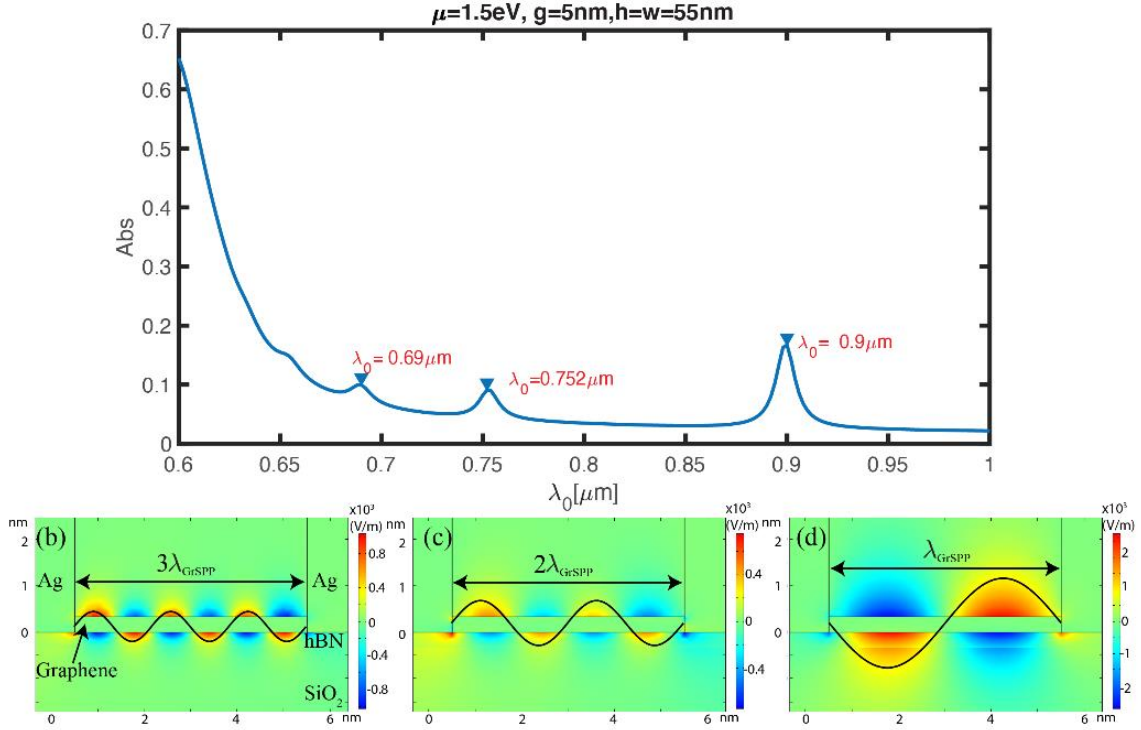 μ=1.5eV, g=5nm,h=w=55nm
0.7
0.6
0.5
0.4
0.3
0.2
0.1
0
Abs
λ0= 0.69μm
λ0=0.752μm
λ0= 0.9μm
0.6 0.65 0.7 0.75 0.8 0.85 0.9 0.95 1
λ0[μm]
nm (b) ×10³ (V/m)
2
Ag 3λGrSPP Ag
1
0
hBN
Graphene
SiO2
0 2 4 6 nm
0.8
0.4
0
-0.4
-0.8
nm (c) ×10³ (V/m)
2
2λGrSPP
1
0
0 2 4 6 nm
0.4
0
-0.4
nm (d) ×10³ (V/m)
2
λGrSPP
1
0
0 2 4 6 nm
2
1
0
-1
-2